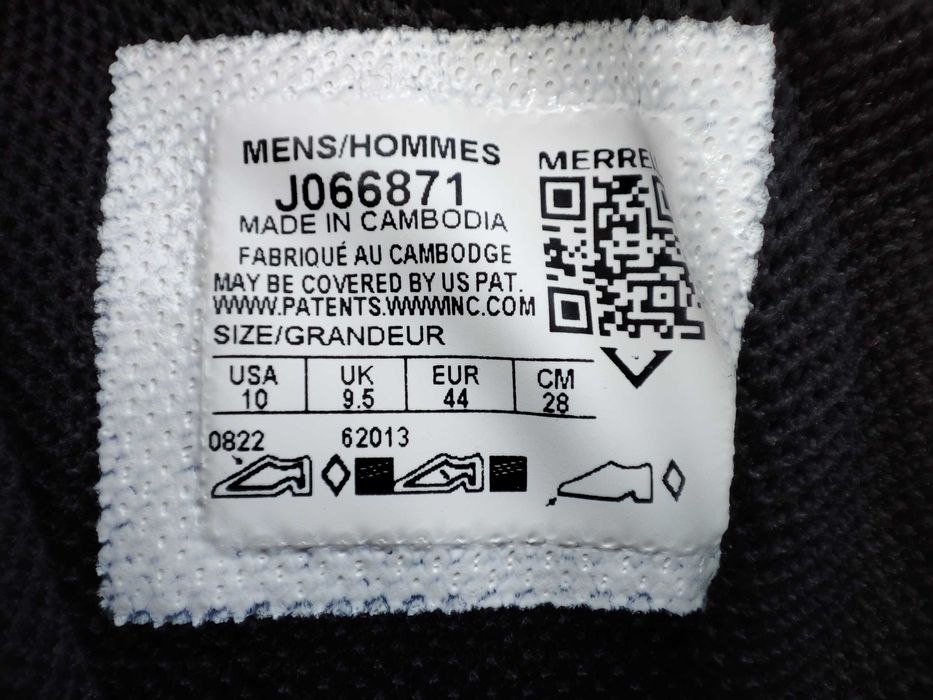 MENS/HOMMES
J066871
MADE IN CAMBODIA
FABRIQUÉ AU CAMBODGE
MAY BE COVERED BY US PAT.
WWW.PATENTS.WWWINC.COM
SIZE/GRANDEUR
USA UK EUR CM
10 9.5 44 28
0822 62013
MERREL